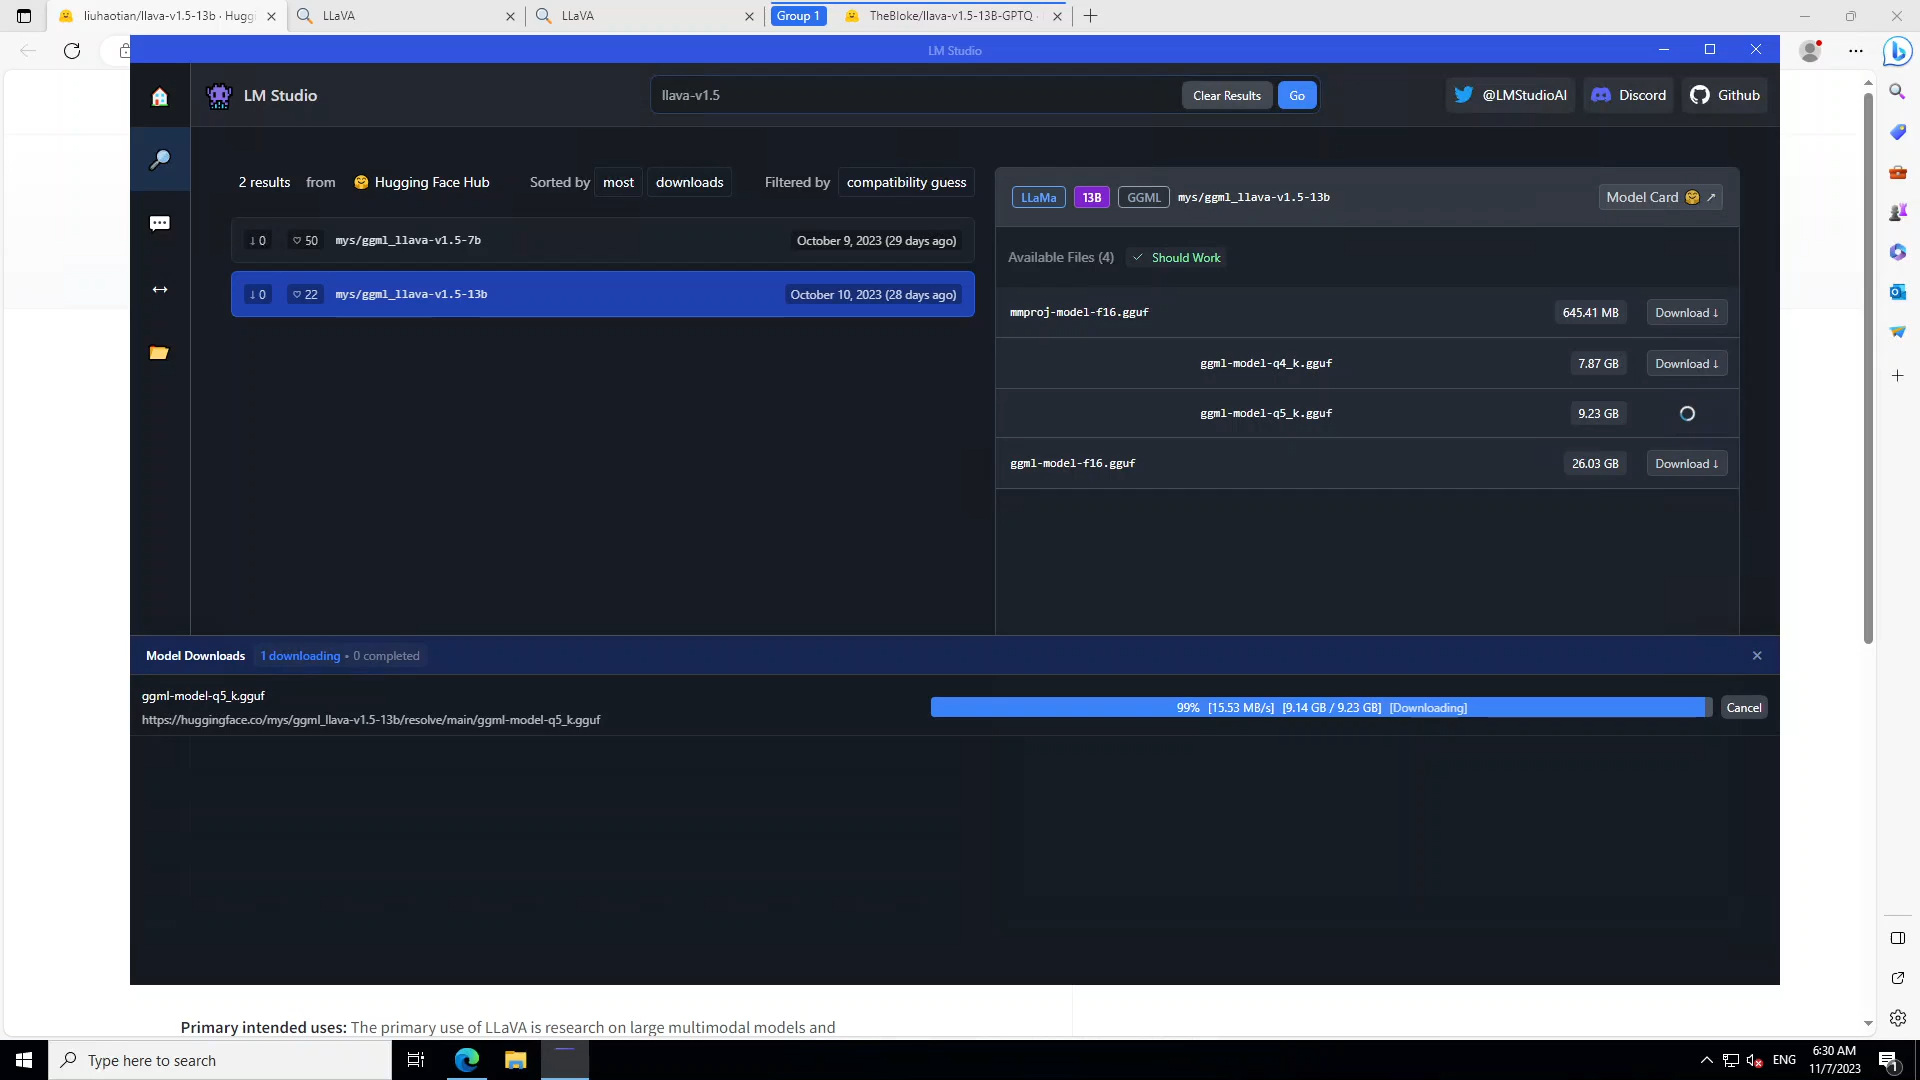 liuhaotian/llava-v1.5-13b · Hugg
LLaVA
LLaVA
Group 1
TheBloke/llava-v1.5-13B-GPTQ ·
LM Studio
LM Studio
llava-v1.5
Clear Results
Go
@LMStudioAI
Discord
Github
2 results from 🤗 Hugging Face Hub
Sorted by most downloads
Filtered by compatibility guess
↓ 0 ♡ 50 mys/ggml_llava-v1.5-7b October 9, 2023 (29 days ago)
↓ 0 ♡ 22 mys/ggml_llava-v1.5-13b October 10, 2023 (28 days ago)
LLaMa 13B GGML mys/ggml_llava-v1.5-13b Model Card 🤗 ↗
Available Files (4) ✓ Should Work
mmproj-model-f16.gguf 645.41 MB Download ↓
ggml-model-q4_k.gguf 7.87 GB Download ↓
ggml-model-q5_k.gguf 9.23 GB
ggml-model-f16.gguf 26.03 GB Download ↓
Model Downloads 1 downloading • 0 completed
ggml-model-q5_k.gguf
https://huggingface.co/mys/ggml_llava-v1.5-13b/resolve/main/ggml-model-q5_k.gguf
99% [15.53 MB/s] [9.14 GB / 9.23 GB] [Downloading]
Cancel
Primary intended uses: The primary use of LLaVA is research on large multimodal models and
Type here to search
ENG
6:30 AM
11/7/2023
1